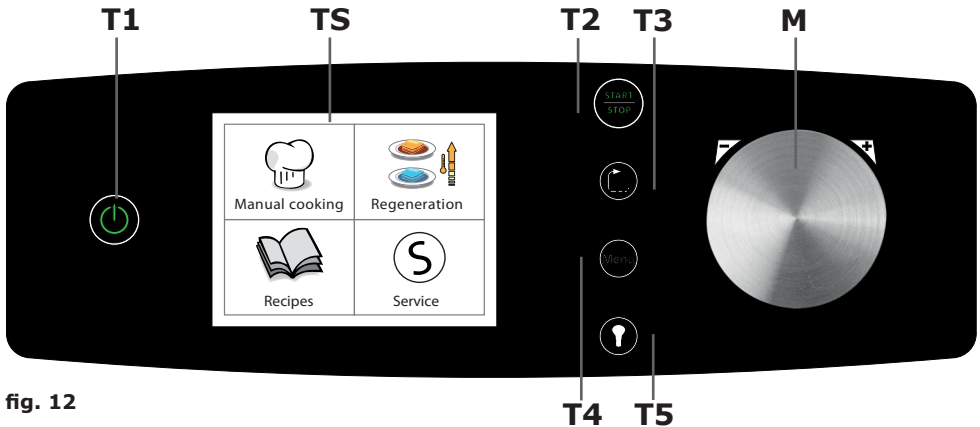 T1 TS T2 T3 M
START
STOP
- +
Manual cooking Regeneration
Menu
Recipes Service
fig. 12
T4 T5